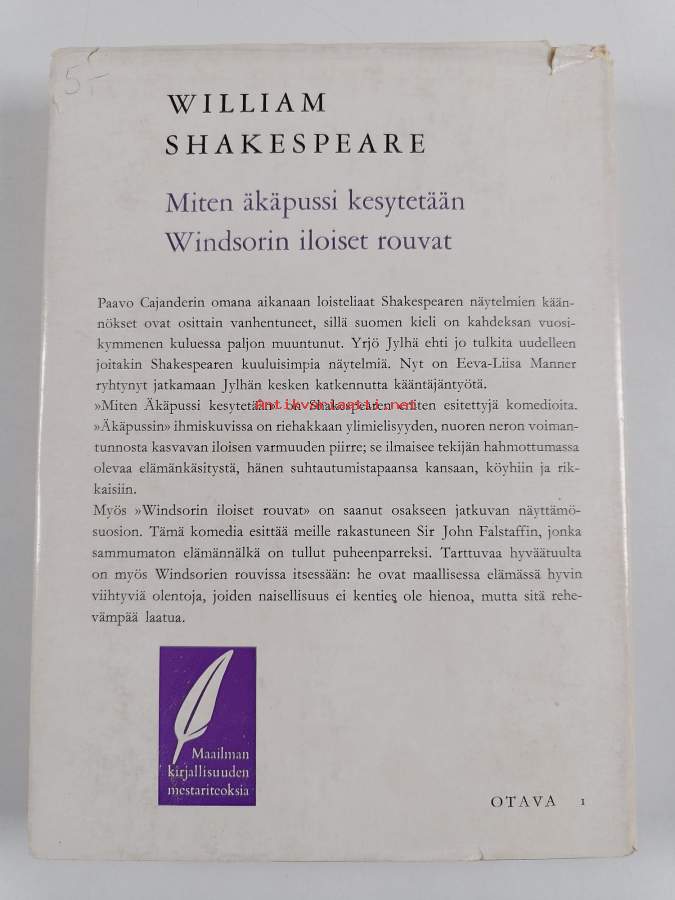 5.-
WILLIAM
SHAKESPEARE
Miten äkäpussi kesytetään
Windsorin iloiset rouvat
Paavo Cajanderin omana aikanaan loisteliaat Shakespearen näytelmien kään-
nökset ovat osittain vanhentuneet, sillä suomen kieli on kahdeksan vuosi-
kymmenen kuluessa paljon muuntunut. Yrjö Jylhä ehti jo tulkita uudelleen
joitakin Shakespearen kuuluisimpia näytelmiä. Nyt on Eeva-Liisa Manner
ryhtynyt jatkamaan Jylhän kesken katkennutta kääntäjäntyötä.
»Miten Äkäpussi kesytetään» on Shakespearen eniten esitettyjä komedioita.
Antikvariaatti.net
»Äkäpussin» ihmiskuvissa on riehakkaan ylimielisyyden, nuoren neron voiman-
tunnosta kasvavan iloisen varmuuden piirre; se ilmaisee tekijän hahmottumassa
olevaa elämänkäsitystä, hänen suhtautumistapaansa kansaan, köyhiin ja rik-
kaisiin.
Myös »Windsorin iloiset rouvat» on saanut osakseen jatkuvan näyttämö-
suosion. Tämä komedia esittää meille rakastuneen Sir John Falstaffin, jonka
sammumaton elämännälkä on tullut puheenparreksi. Tarttuvaa hyväätuulta
on myös Windsorien rouvissa itsessään: he ovat maallisessa elämässä hyvin
viihtyviä olentoja, joiden naisellisuus ei kenties ole hienoa, mutta sitä rehe-
vämpää laatua.
Maailman
kirjallisuuden
mestariteoksia
OTAVA 1